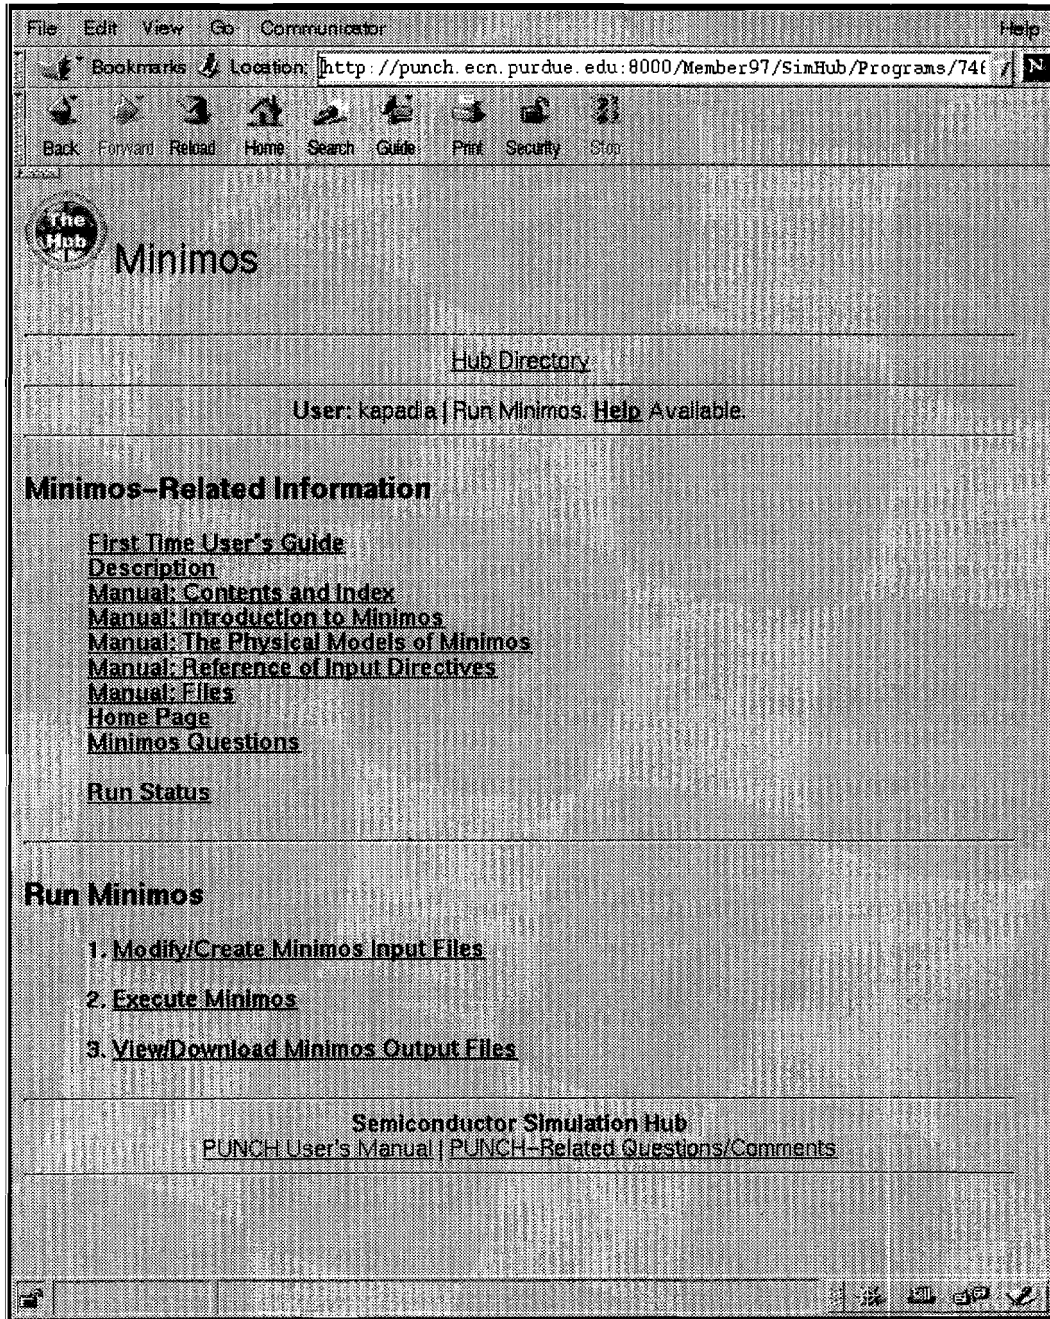 File Edit View Go Communicator Help
Bookmarks Location: http://punch.ecn.purdue.edu:8000/Member97/SimHub/Programs/746 N
Back Forward Reload Home Search Guide Print Security Stop
The Hub
Minimos
Hub Directory
User: kapadia | Run Minimos. Help Available.
Minimos-Related Information
First Time User's Guide
Description
Manual: Contents and Index
Manual: Introduction to Minimos
Manual: The Physical Models of Minimos
Manual: Reference of Input Directives
Manual: Files
Home Page
Minimos Questions
Run Status
Run Minimos
1. Modify/Create Minimos Input Files
2. Execute Minimos
3. View/Download Minimos Output Files
Semiconductor Simulation Hub
PUNCH User's Manual | PUNCH-Related Questions/Comments